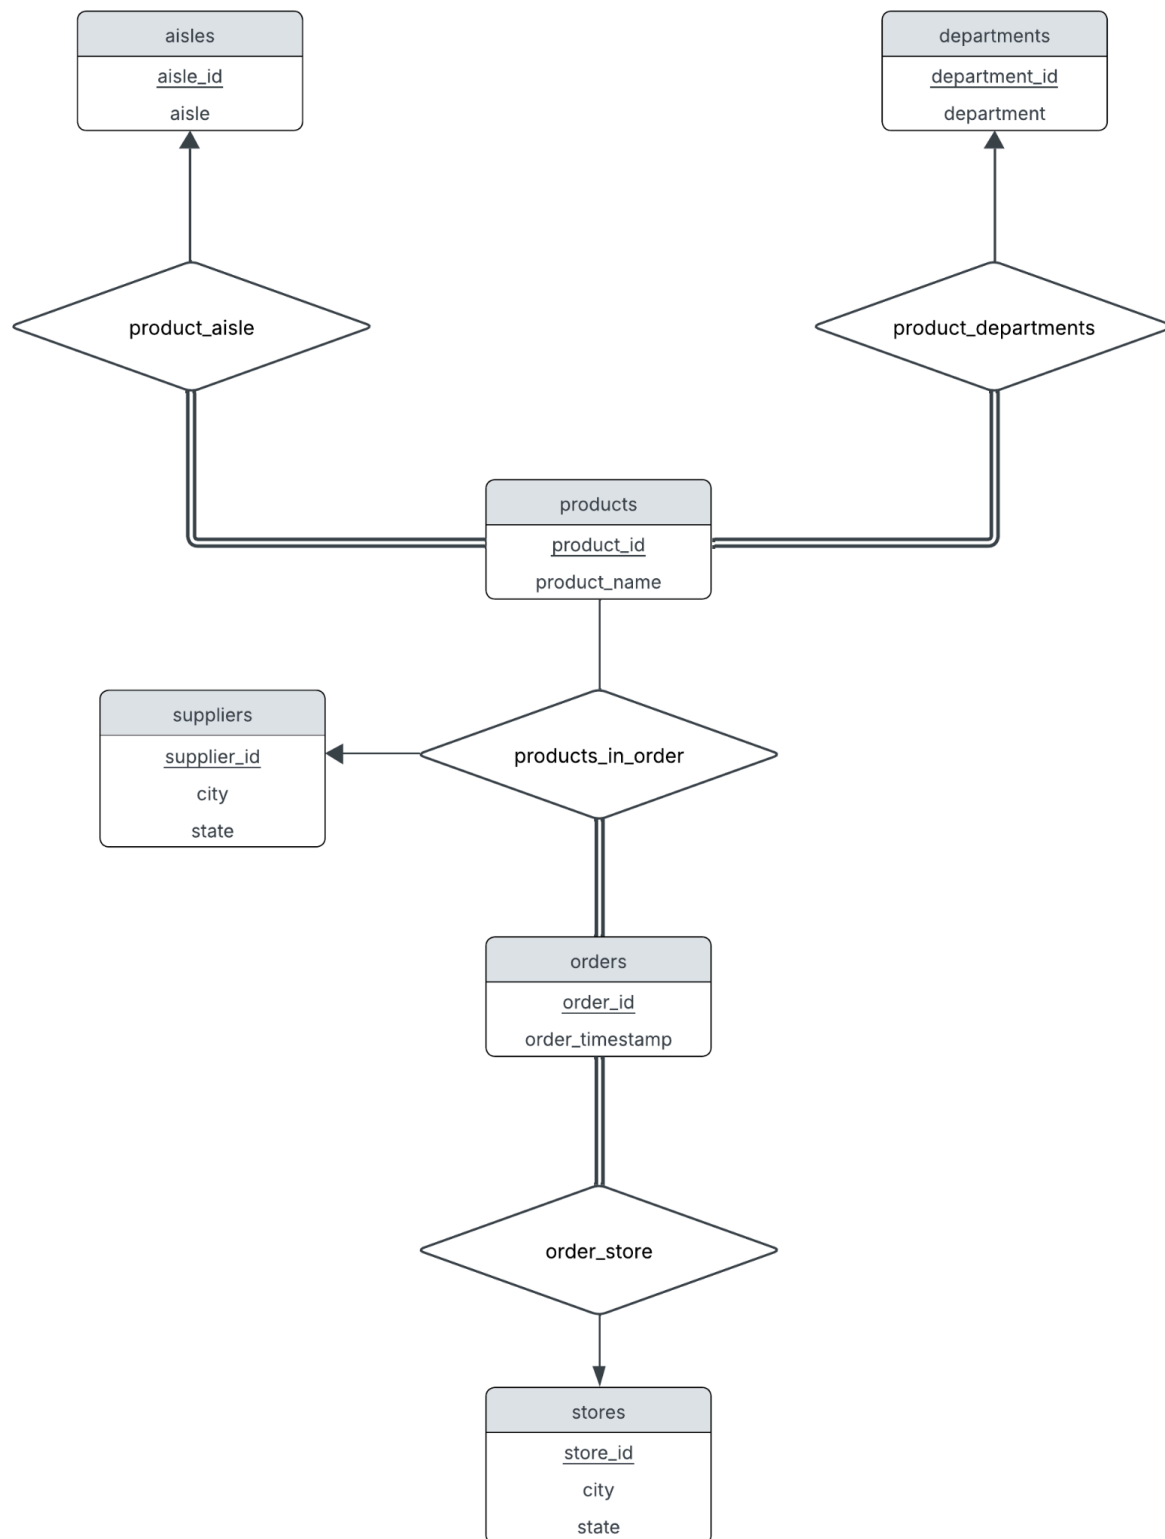 aisles
aisle_id
aisle
departments
department_id
department
product_aisle
product_departments
products
product_id
product_name
suppliers
supplier_id
city
state
products_in_order
orders
order_id
order_timestamp
order_store
stores
store_id
city
state